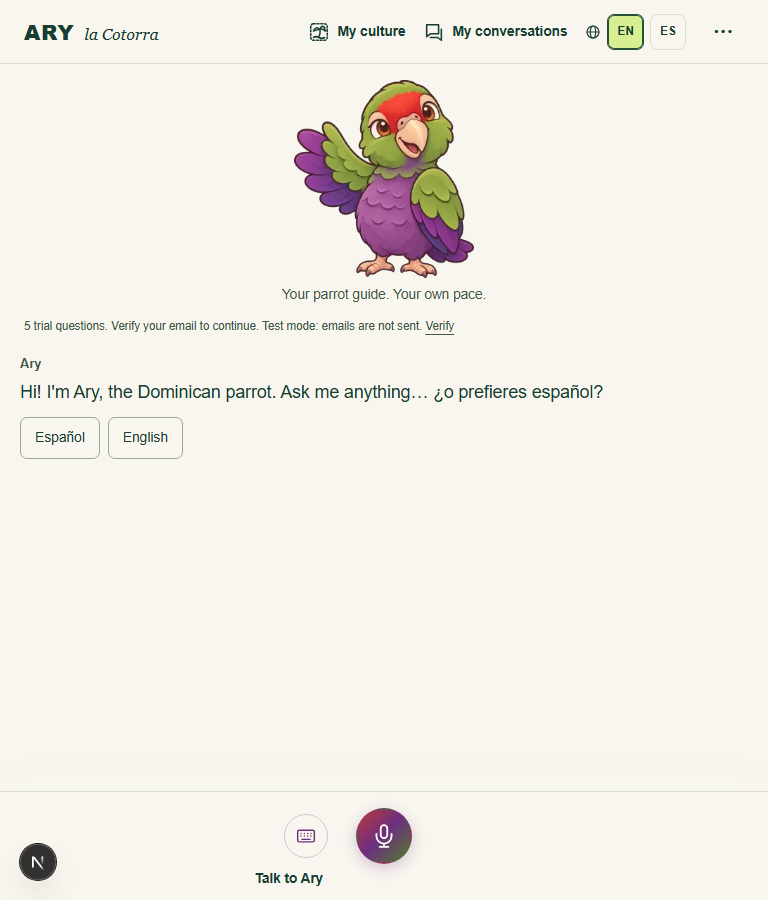 ARY la Cotorra
My culture
My conversations
EN
ES
Your parrot guide. Your own pace.
5 trial questions. Verify your email to continue. Test mode: emails are not sent. Verify
Ary
Hi! I'm Ary, the Dominican parrot. Ask me anything… ¿o prefieres español?
Español
English
N
Talk to Ary